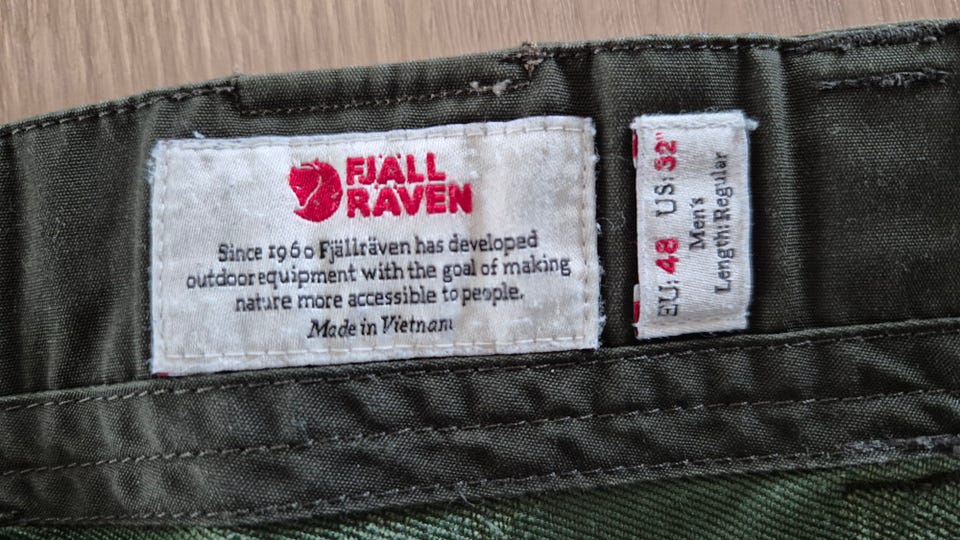 FJÄLL
RÄVEN
Since 1960 Fjällräven has developed
outdoor equipment with the goal of making
nature more accessible to people.
Made in Vietnam
EU: 48 US: 32"
Men's
Length: Regular